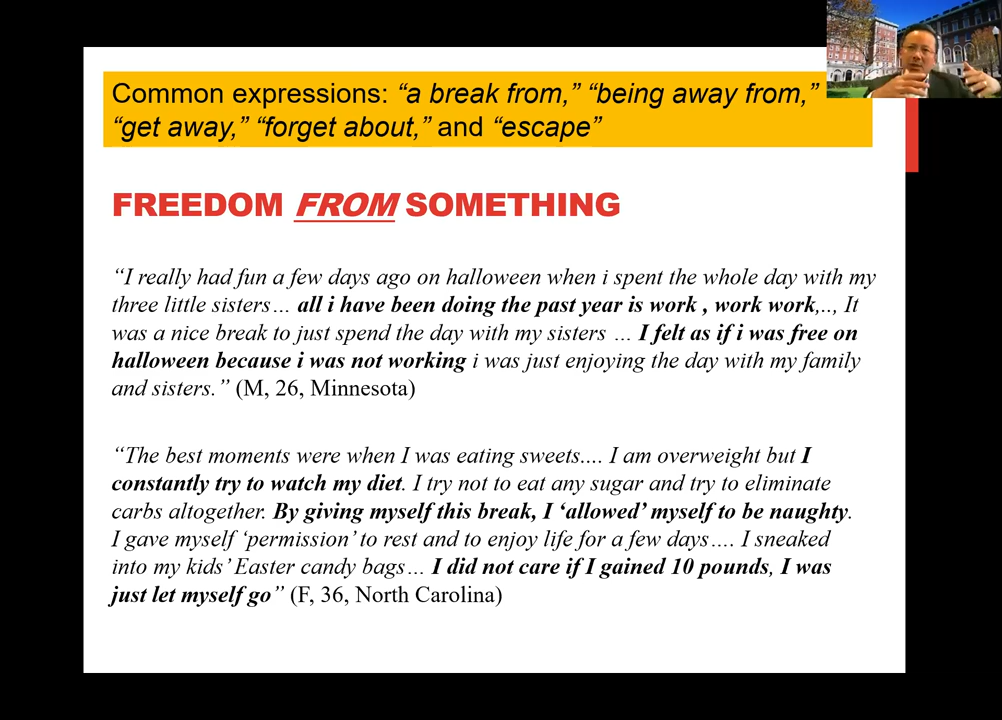 Common expressions: “a break from,” “being away from,”
“get away,” “forget about,” and “escape”
FREEDOM FROM SOMETHING
“I really had fun a few days ago on halloween when i spent the whole day with my
three little sisters… all i have been doing the past year is work , work work,.., It
was a nice break to just spend the day with my sisters … I felt as if i was free on
halloween because i was not working i was just enjoying the day with my family
and sisters.” (M, 26, Minnesota)
“The best moments were when I was eating sweets.... I am overweight but I
constantly try to watch my diet. I try not to eat any sugar and try to eliminate
carbs altogether. By giving myself this break, I ‘allowed’ myself to be naughty.
I gave myself ‘permission’ to rest and to enjoy life for a few days…. I sneaked
into my kids’ Easter candy bags… I did not care if I gained 10 pounds, I was
just let myself go” (F, 36, North Carolina)